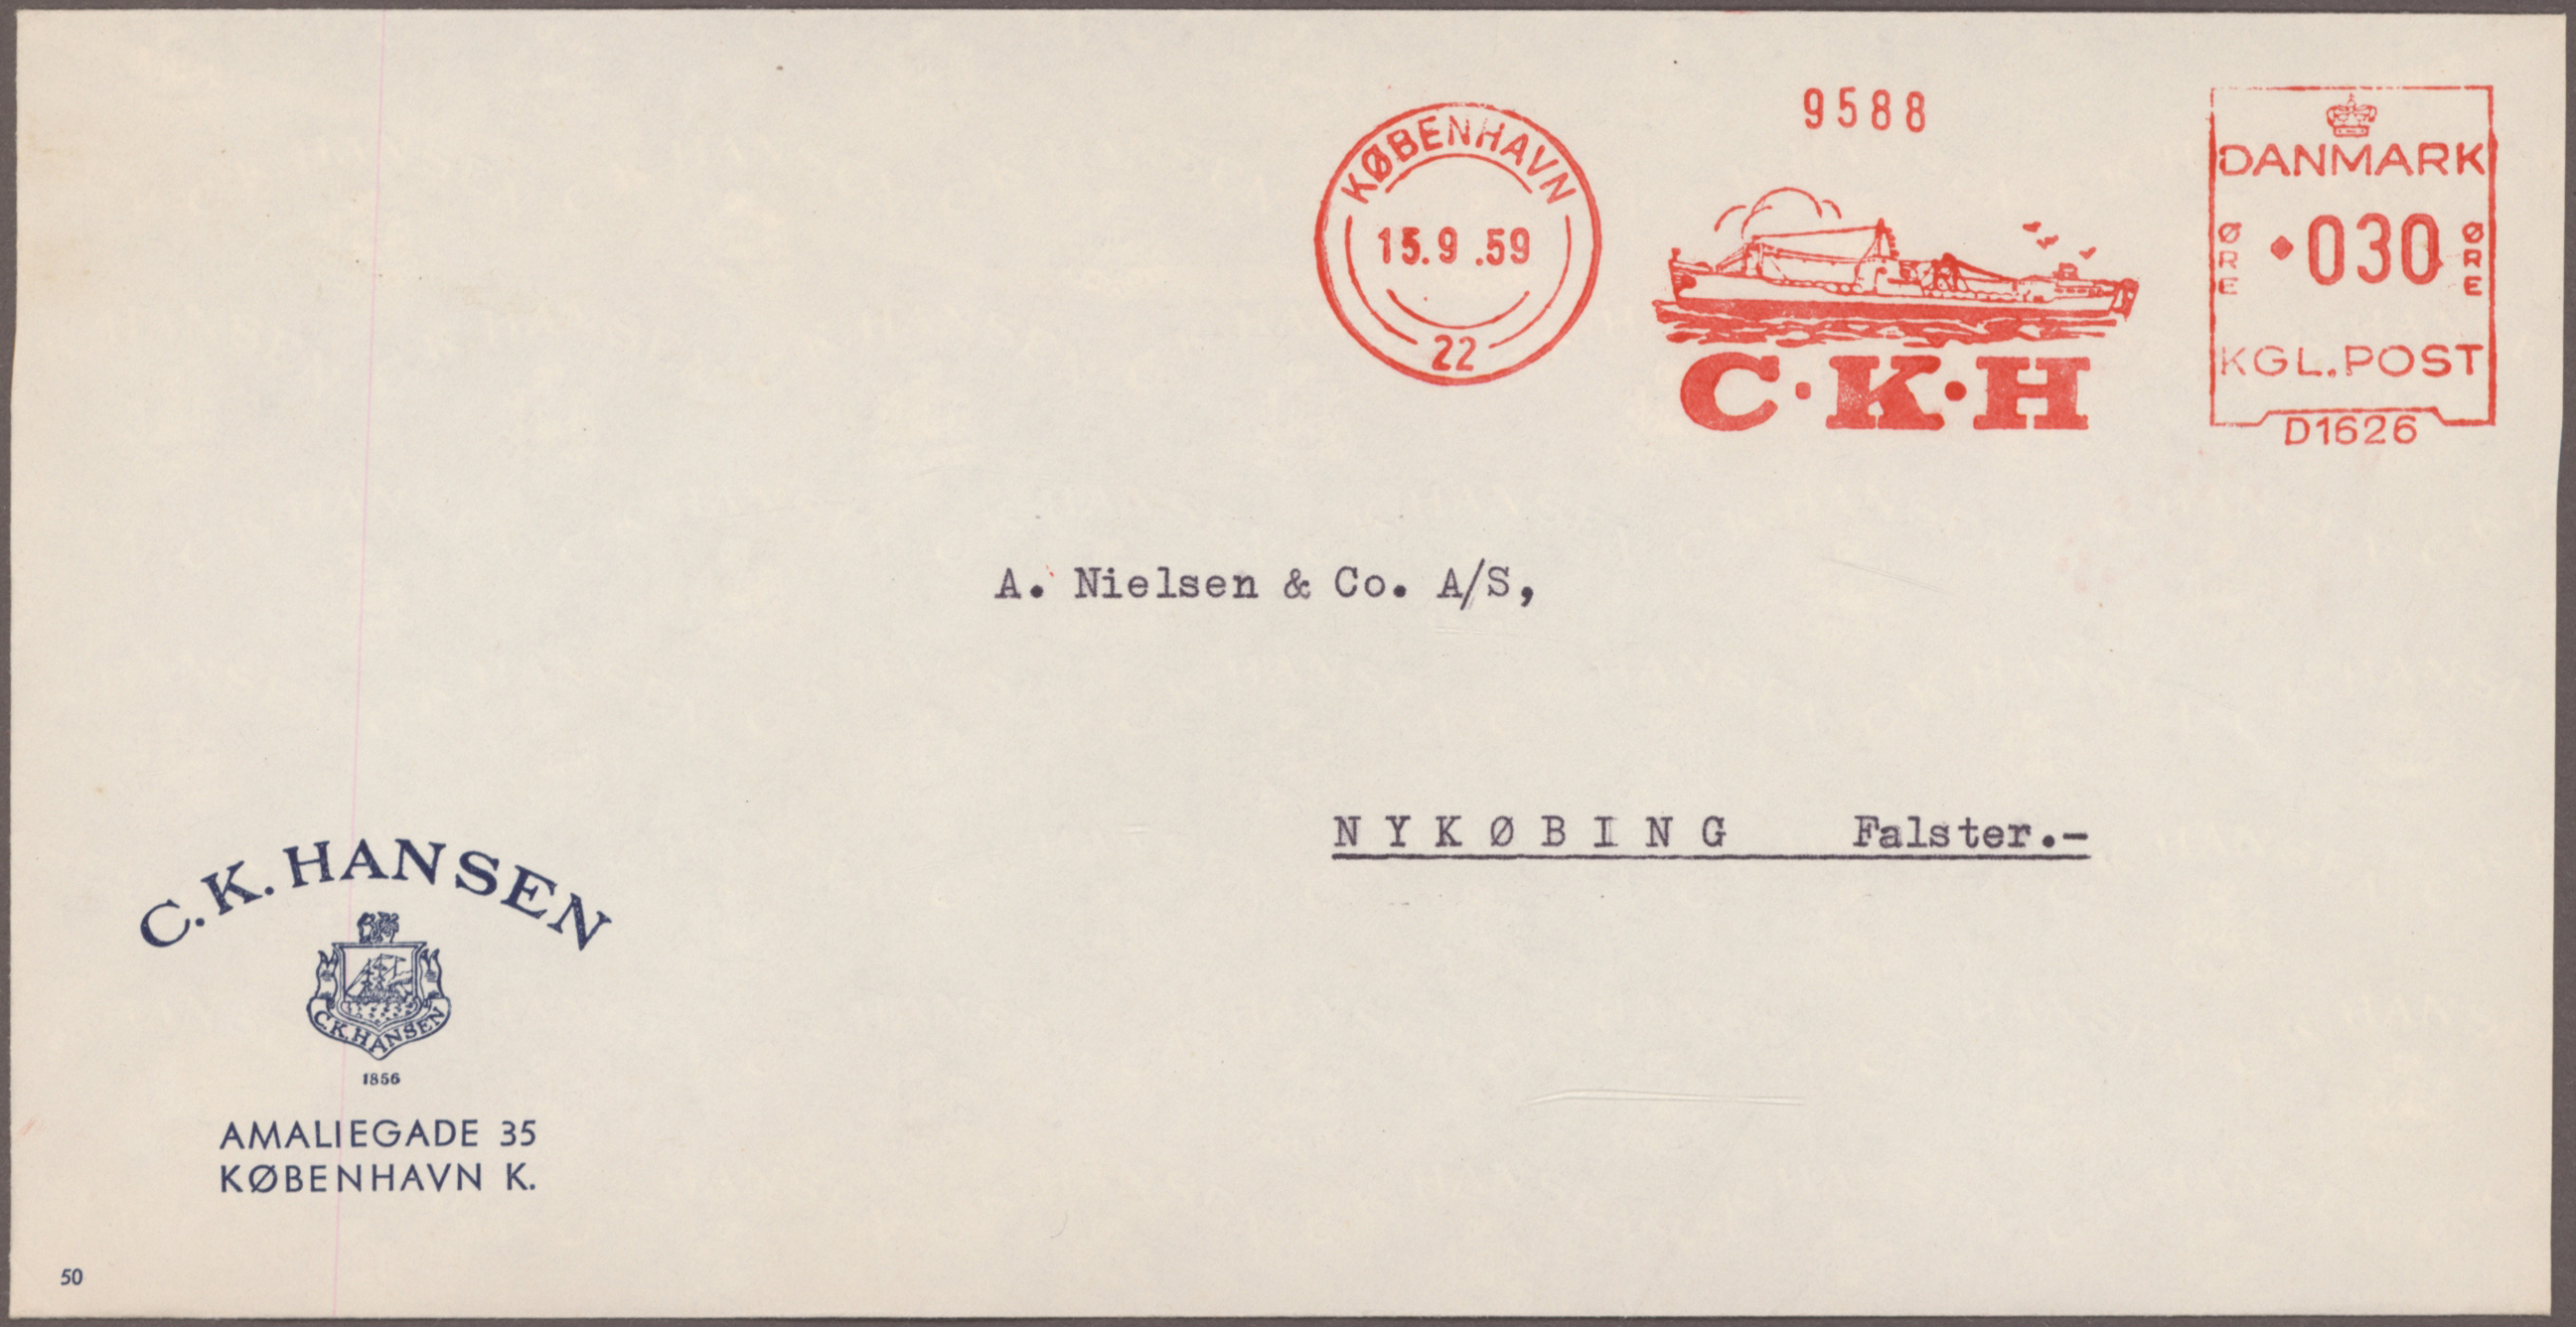 9588
KØBENHAVN
15.9.59
22
C·K·H
DANMARK
ØRE
030
ØRE
KGL. POST
D1626
A. Nielsen & Co. A/S,
NYKØBING Falster.-
C.K. HANSEN
C.K. HANSEN
1856
AMALIEGADE 35
KØBENHAVN K.
50